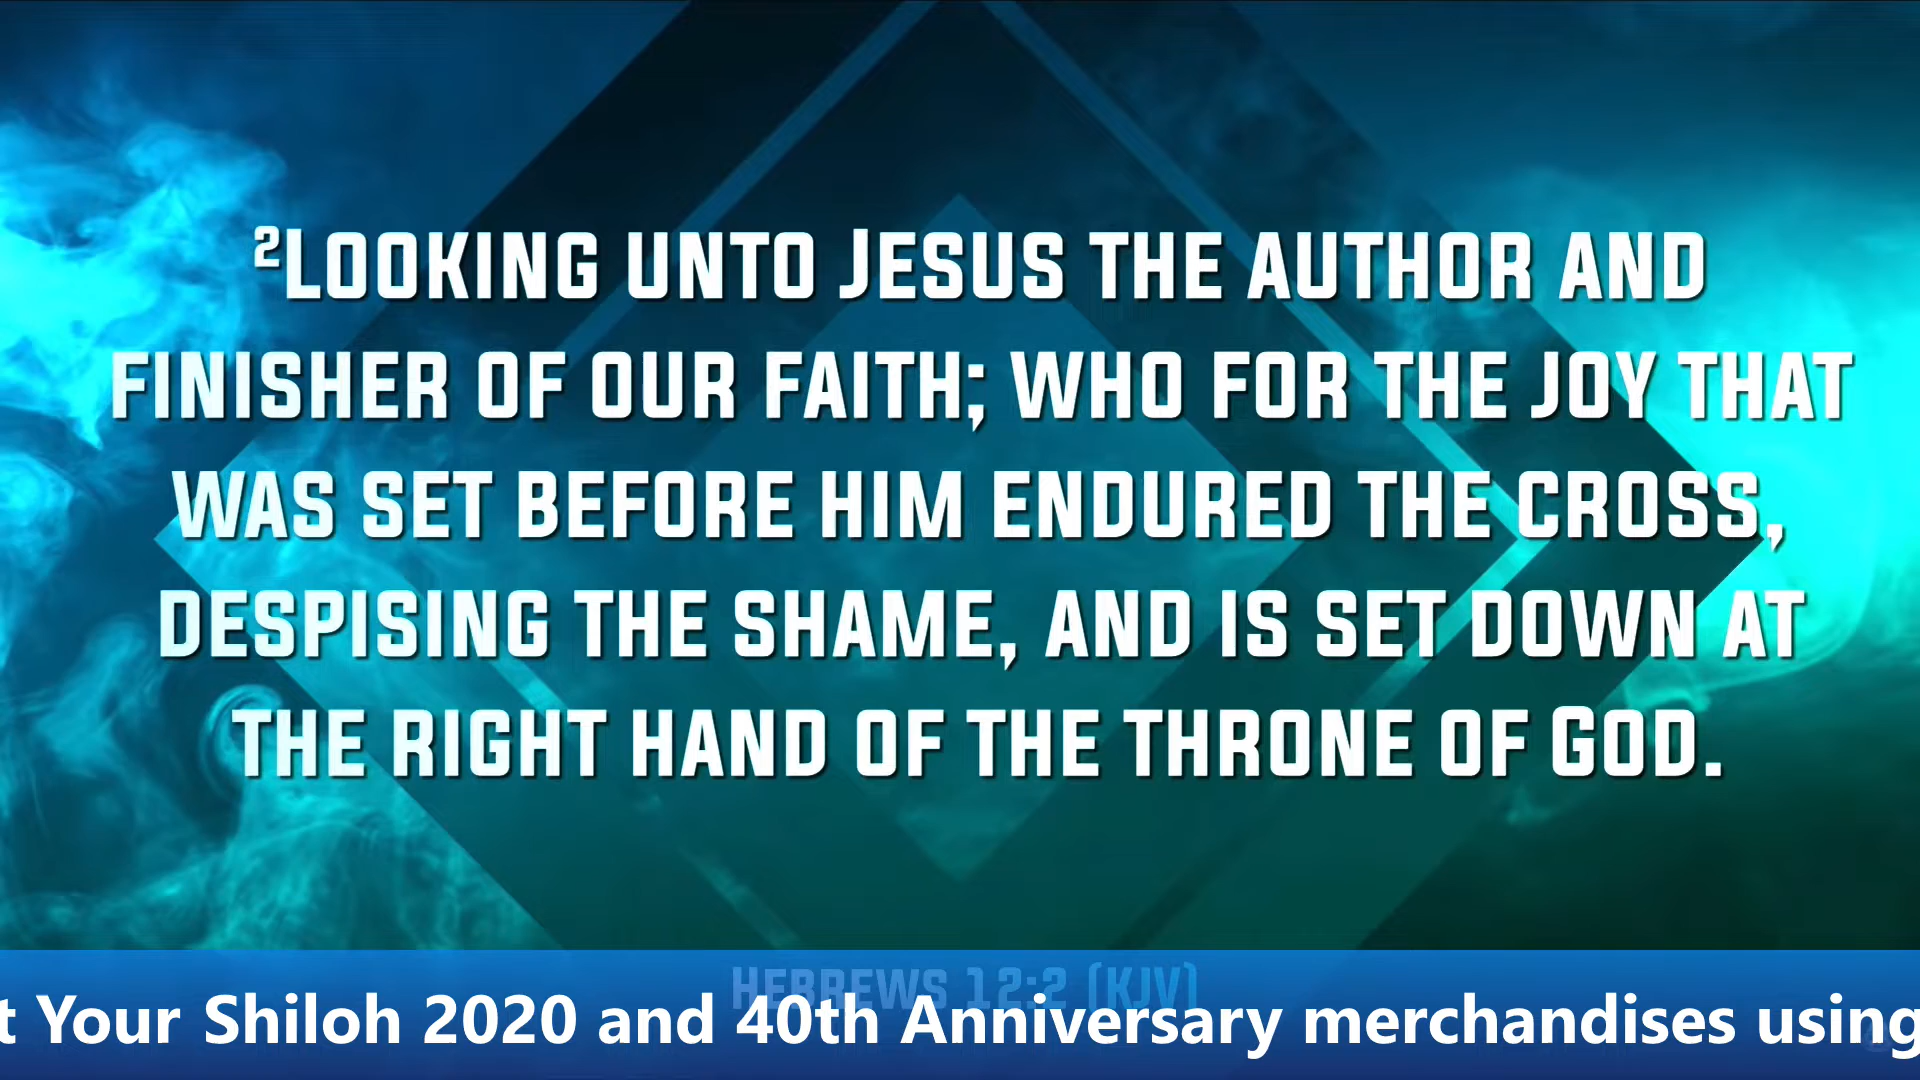 ²Looking unto Jesus the author and
finisher of our faith; who for the joy that
was set before him endured the cross,
despising the shame, and is set down at
the right hand of the throne of God.
Hebrews 12:2 (KJV)
t Your Shiloh 2020 and 40th Anniversary merchandises using